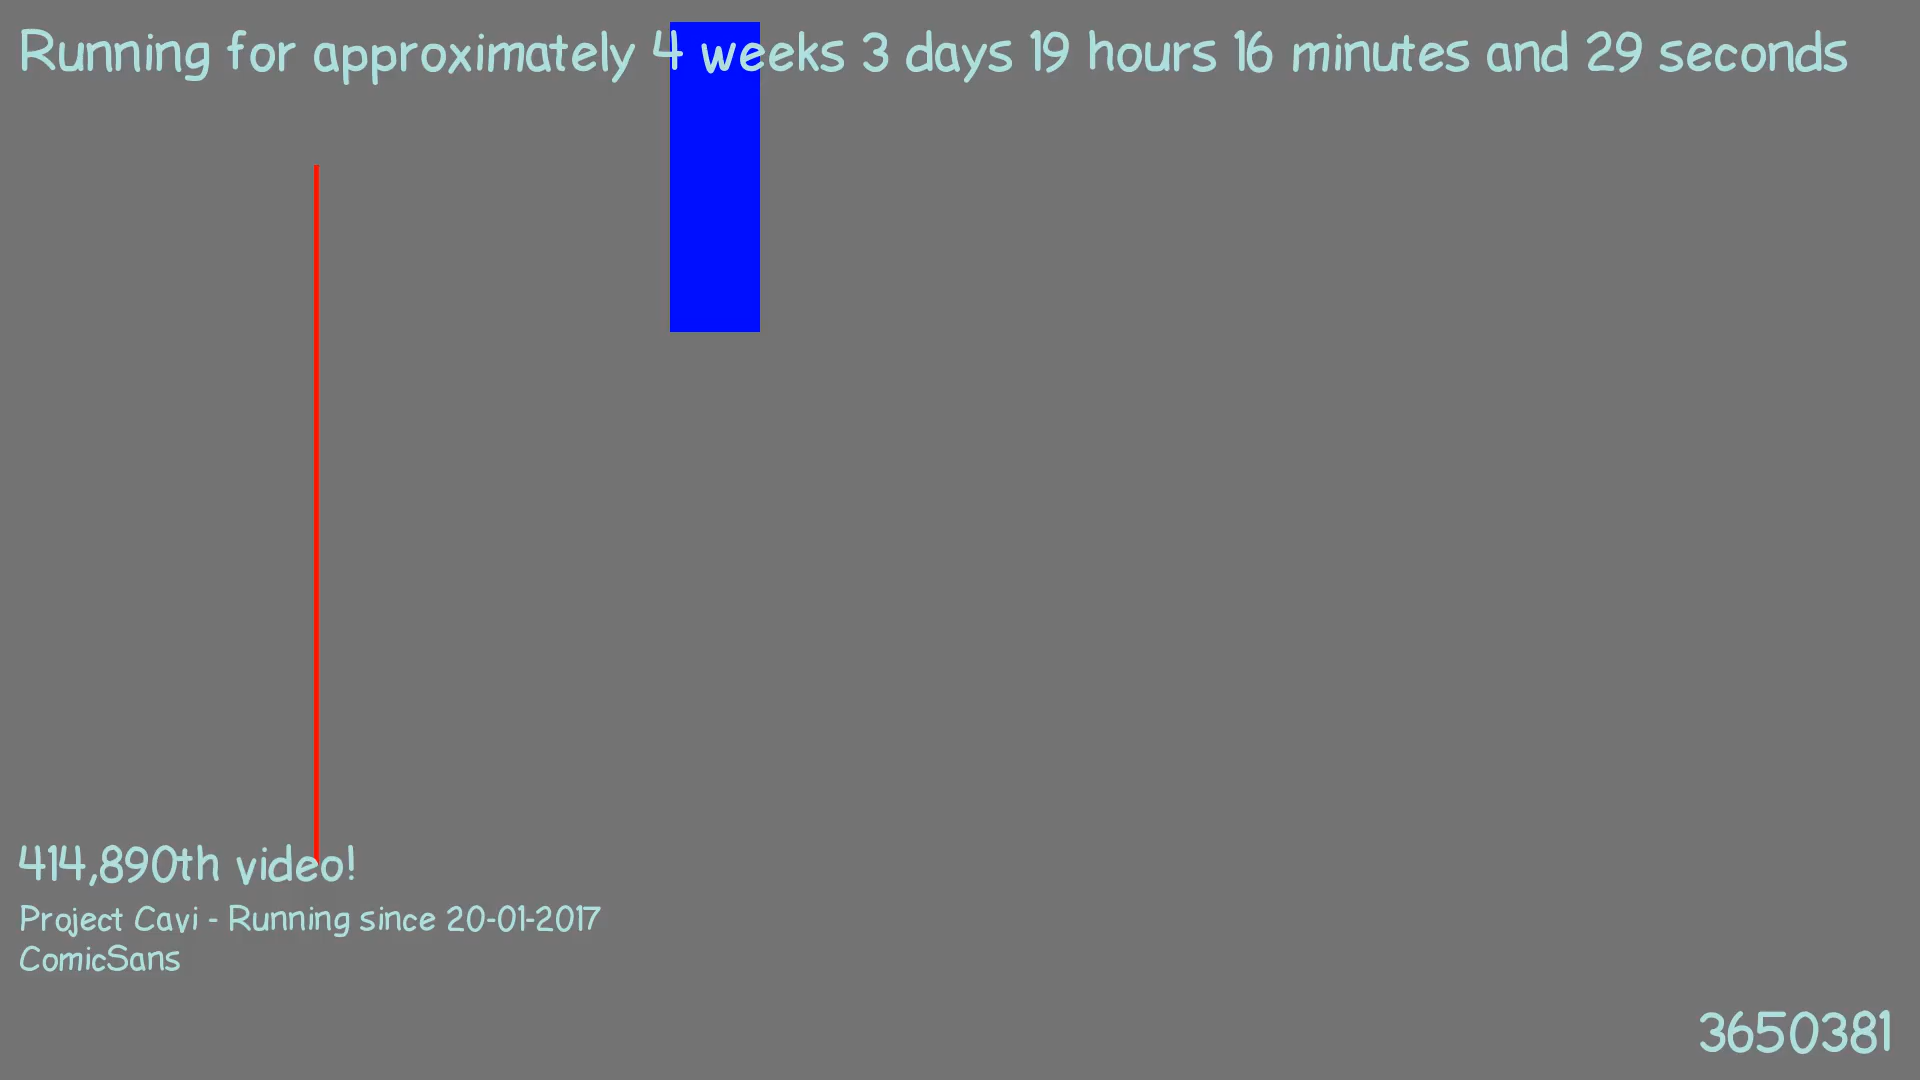 Running for approximately 4 weeks 3 days 19 hours 16 minutes and 29 seconds
414,890th video!
Project Cavi - Running since 20-01-2017
ComicSans
3650381